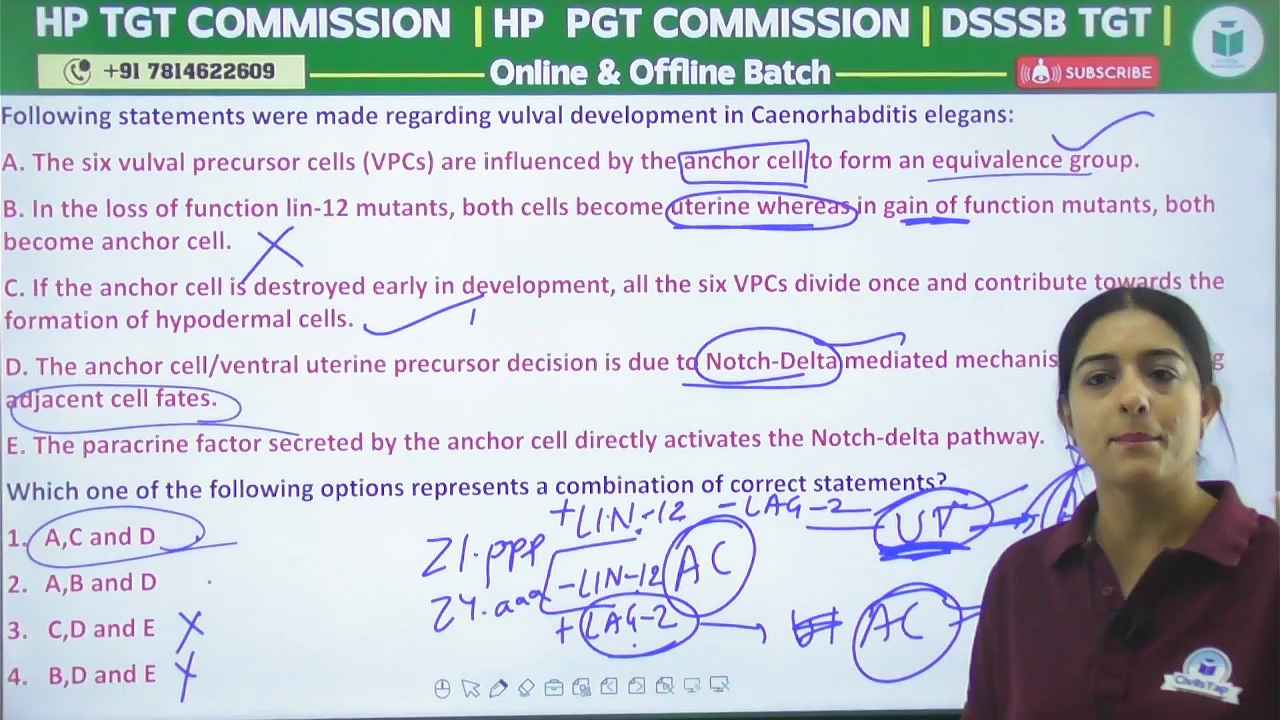 HP TGT COMMISSION | HP PGT COMMISSION | DSSSB TGT |
+91 7814622609
Online & Offline Batch
SUBSCRIBE
Following statements were made regarding vulval development in Caenorhabditis elegans:
A. The six vulval precursor cells (VPCs) are influenced by the anchor cell to form an equivalence group.
B. In the loss of function lin-12 mutants, both cells become uterine whereas in gain of function mutants, both
become anchor cell.
C. If the anchor cell is destroyed early in development, all the six VPCs divide once and contribute towards the
formation of hypodermal cells.
D. The anchor cell/ventral uterine precursor decision is due to Notch-Delta mediated mechanis
adjacent cell fates.
E. The paracrine factor secreted by the anchor cell directly activates the Notch-delta pathway.
Which one of the following options represents a combination of correct statements?
1. A,C and D
2. A,B and D
3. C,D and E
4. B,D and E
+LIN-12 -LAG-2 UT
Z1.ppp
-LIN-12 AC
Z4.aaa
+LAG-2 AC